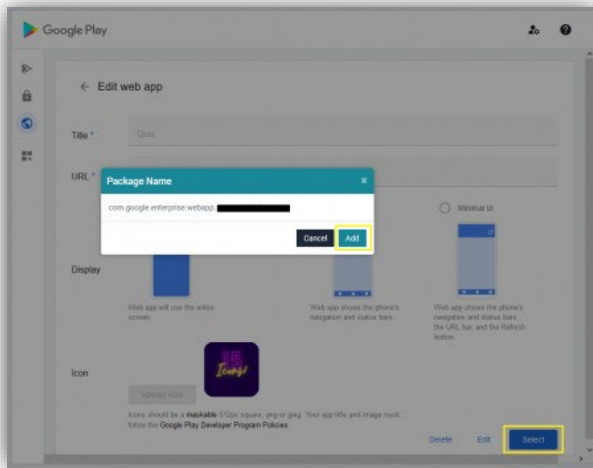 Google Play
Edit web app
Title *
Quiz
URL *
Package Name
com.google.enterprise.webapp.
Cancel
Add
Minimal UI
Display
Web app will use the entire
screen
Web app shows the phone's
navigation and status bars.
Web app shows the phone's
navigation and status bars,
the URL bar, and the Refresh
button.
Icon
15
Icons!
Upload icon
Icons should be a maskable 512px square, png or jpeg. Your app title and image must
follow the Google Play Developer Program Policies
Delete
Edit
Select